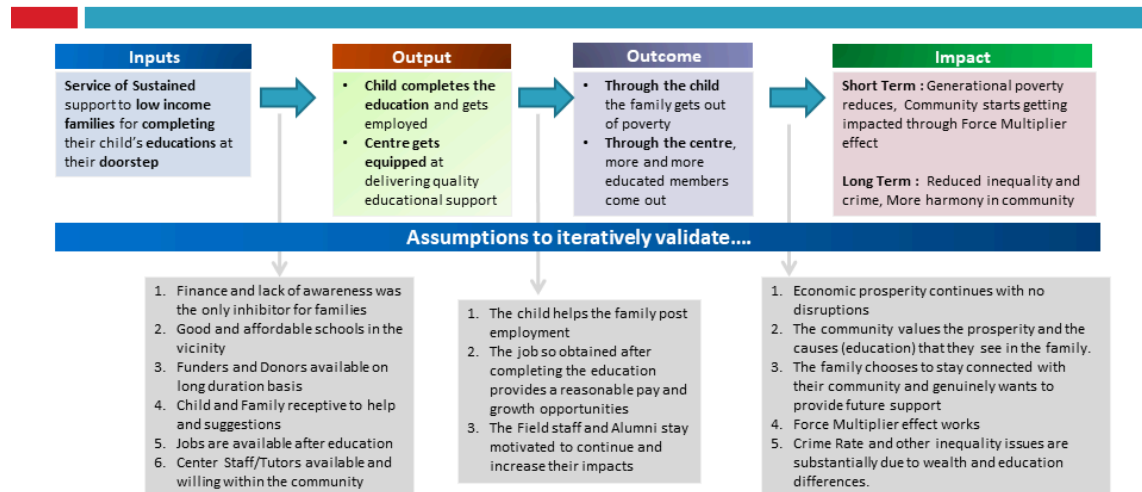 Inputs
Service of Sustained
support to low income
families for completing
their child's educations at
their doorstep
Output
• Child completes the
education and gets
employed
• Centre gets
equipped at
delivering quality
educational support
Outcome
• Through the child
the family gets out
of poverty
• Through the centre,
more and more
educated members
come out
Impact
Short Term : Generational poverty
reduces, Community starts getting
impacted through Force Multiplier
effect
Long Term : Reduced inequality and
crime, More harmony in community
Assumptions to iteratively validate....
1. Finance and lack of awareness was
the only inhibitor for families
2. Good and affordable schools in the
vicinity
3. Funders and Donors available on
long duration basis
4. Child and Family receptive to help
and suggestions
5. Jobs are available after education
6. Center Staff/Tutors available and
willing within the community
1. The child helps the family post
employment
2. The job so obtained after
completing the education
provides a reasonable pay and
growth opportunities
3. The Field staff and Alumni stay
motivated to continue and
increase their impacts
1. Economic prosperity continues with no
disruptions
2. The community values the prosperity and the
causes (education) that they see in the family.
3. The family chooses to stay connected with
their community and genuinely wants to
provide future support
4. Force Multiplier effect works
5. Crime Rate and other inequality issues are
substantially due to wealth and education
differences.